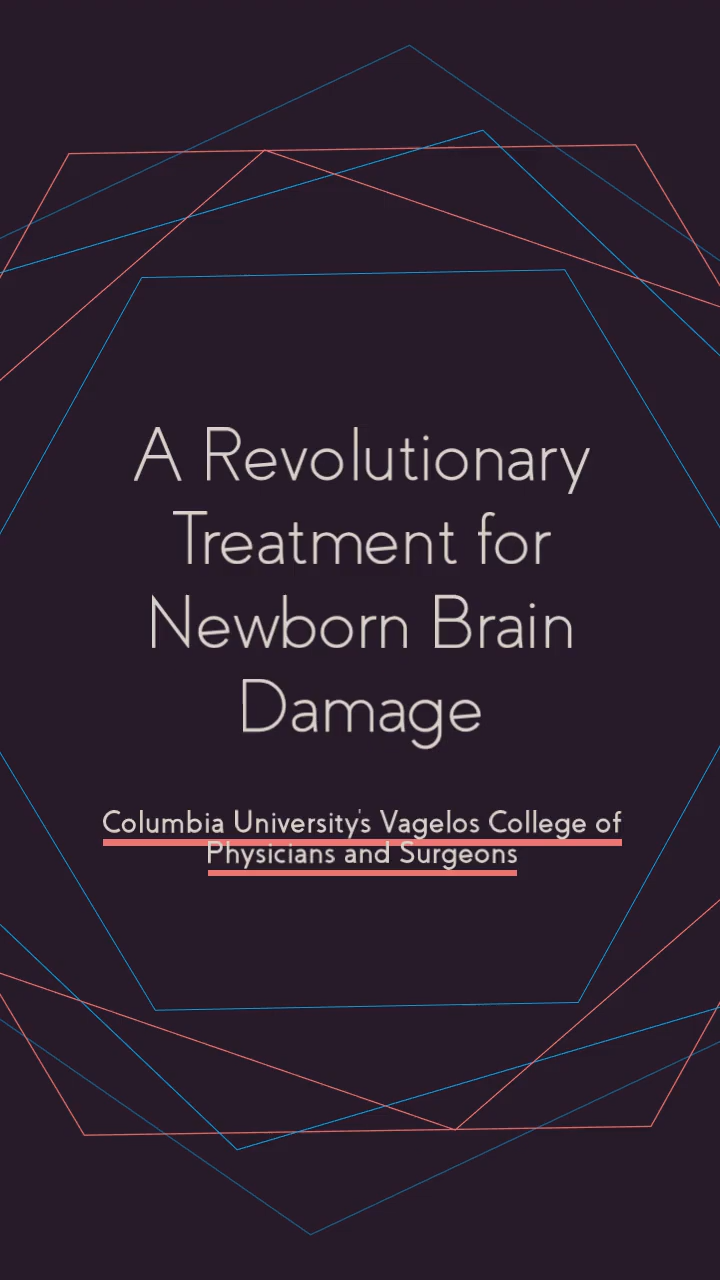 A Revolutionary
Treatment for
Newborn Brain
Damage
Columbia University's Vagelos College of
Physicians and Surgeons